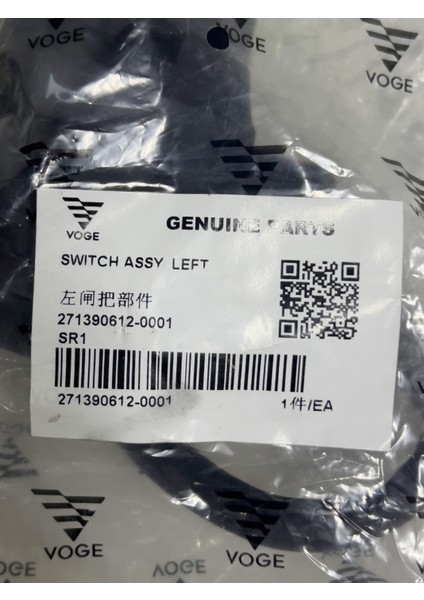 VOGE
VOGE
VOGE
VOGE
GENUINE PARTS
SWITCH ASSY LEFT
左闸把部件
271390612-0001
SR1
271390612-0001
1件/EA
VOGE
VOGE
VOGE
VOGE